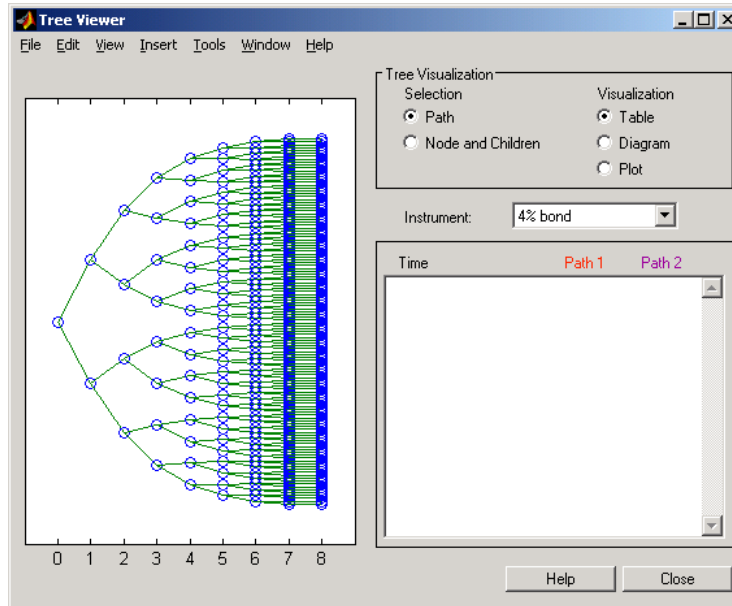 Tree Viewer
File Edit View Insert Tools Window Help
Tree Visualization
Selection
Path
Node and Children
Visualization
Table
Diagram
Plot
Instrument: 4% bond
Time Path 1 Path 2
0 1 2 3 4 5 6 7 8
Help Close